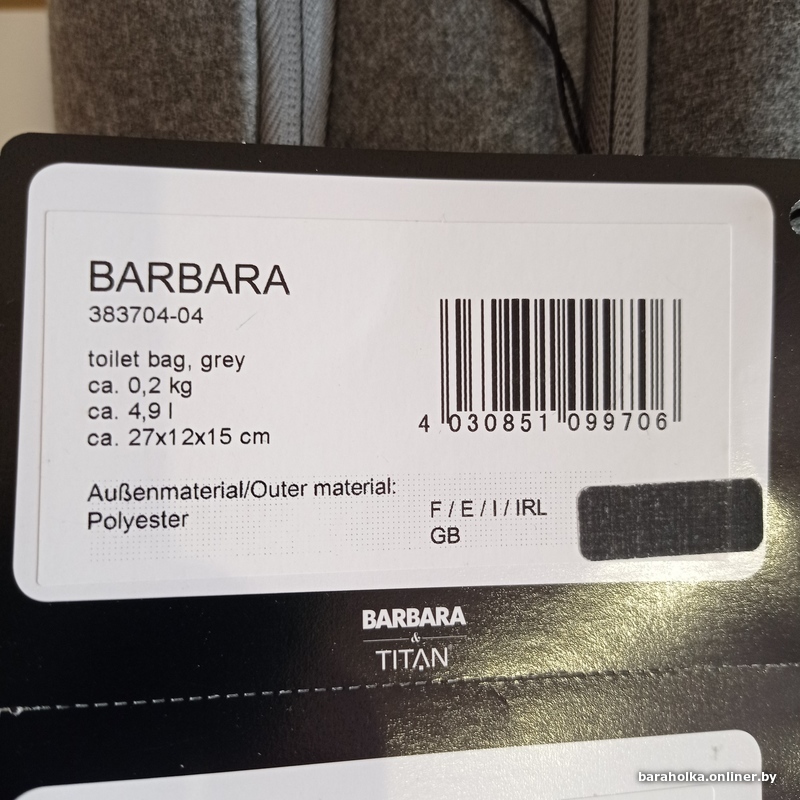 BARBARA
383704-04
toilet bag, grey
ca. 0,2 kg
ca. 4,9 l
ca. 27x12x15 cm
4 030851 099706
Außenmaterial/Outer material:
Polyester
F / E / I / IRL
GB
BARBARA
&
TITAN
baraholka.onliner.by